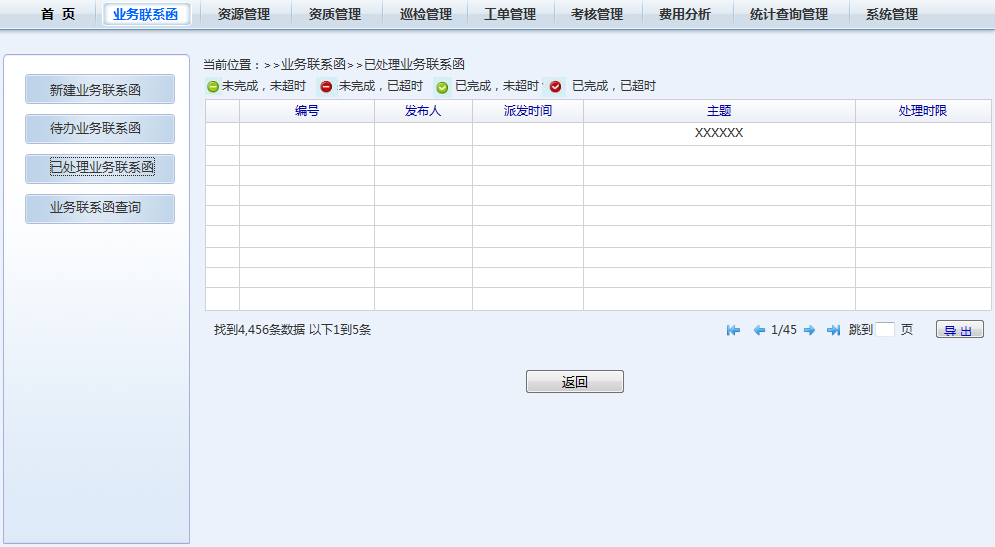 首 页 业务联系函 资源管理 资质管理 巡检管理 工单管理 考核管理 费用分析 统计查询管理 系统管理
新建业务联系函
待办业务联系函
已处理业务联系函
业务联系函查询
当前位置：>>业务联系函>>已处理业务联系函
未完成，未超时 未完成，已超时 已完成，未超时 已完成，已超时
编号 发布人 派发时间 主题 处理时限
XXXXXX
找到4,456条数据 以下1到5条 1/45 跳到 页 导 出
返回